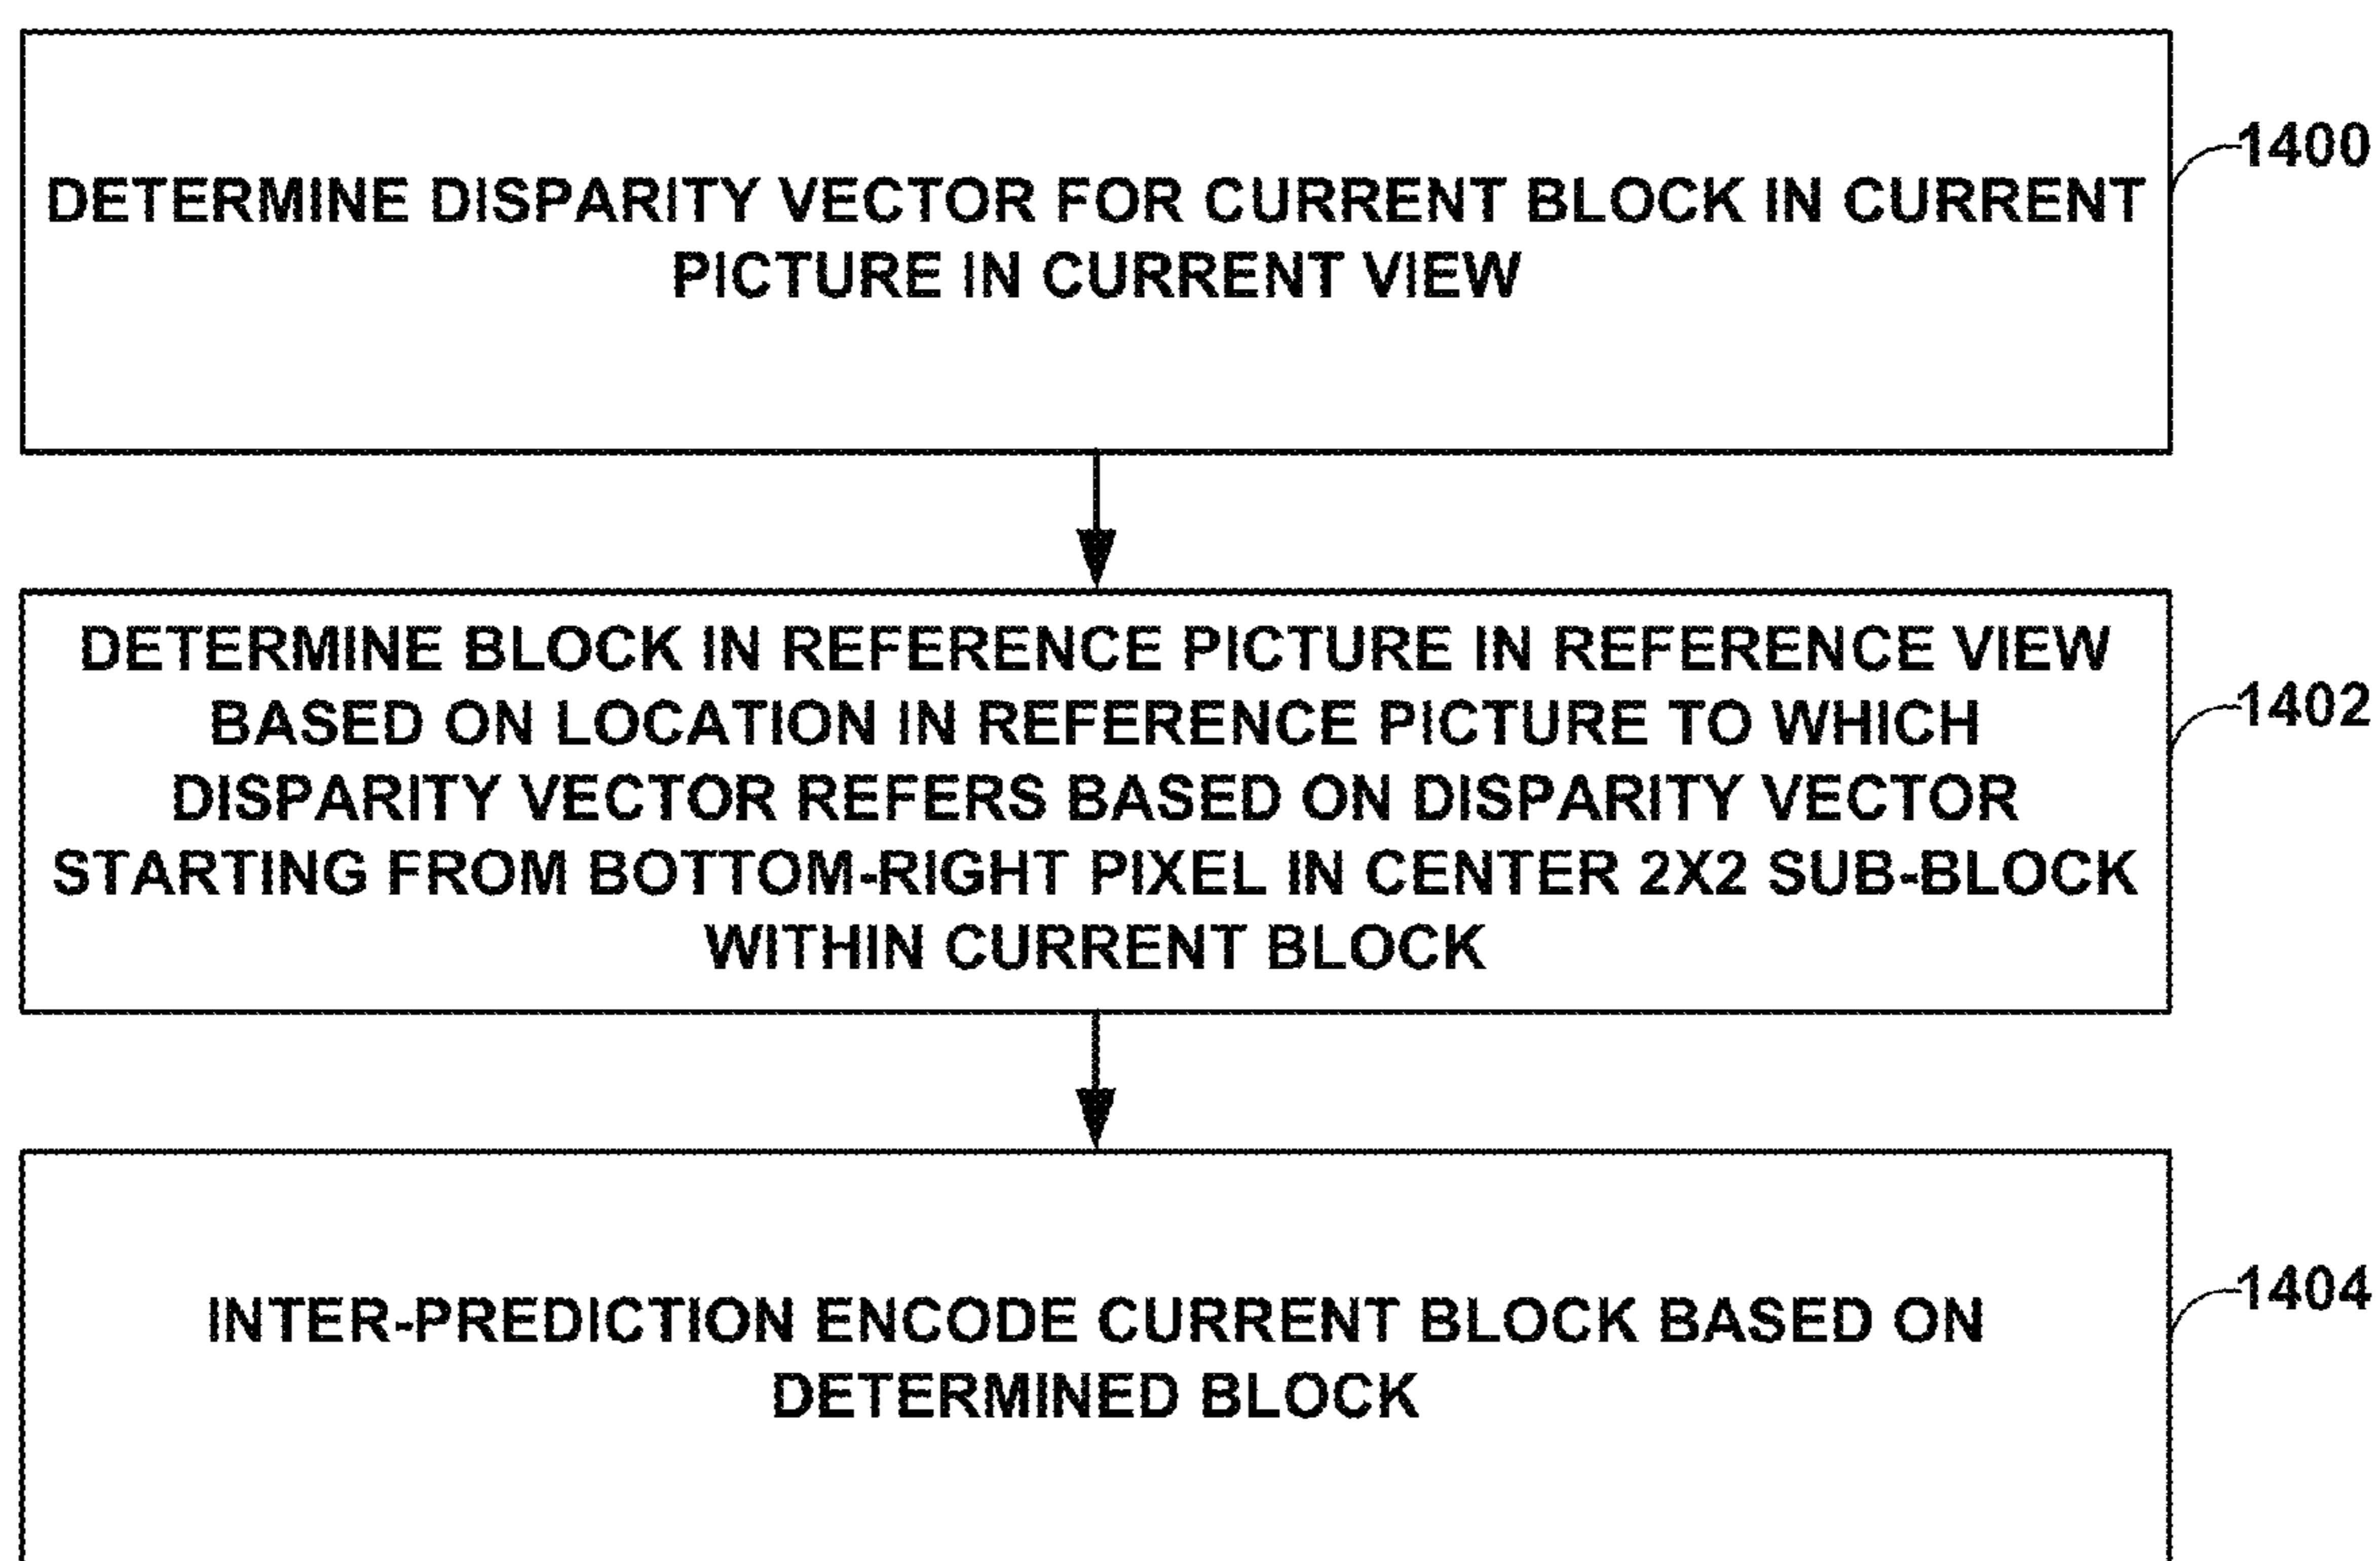 DETERMINE DISPARITY VECTOR FOR CURRENT BLOCK IN CURRENT
PICTURE IN CURRENT VIEW
1400
DETERMINE BLOCK IN REFERENCE PICTURE IN REFERENCE VIEW
BASED ON LOCATION IN REFERENCE PICTURE TO WHICH
DISPARITY VECTOR REFERS BASED ON DISPARITY VECTOR
STARTING FROM BOTTOM-RIGHT PIXEL IN CENTER 2X2 SUB-BLOCK
WITHIN CURRENT BLOCK
1402
INTER-PREDICTION ENCODE CURRENT BLOCK BASED ON
DETERMINED BLOCK
1404